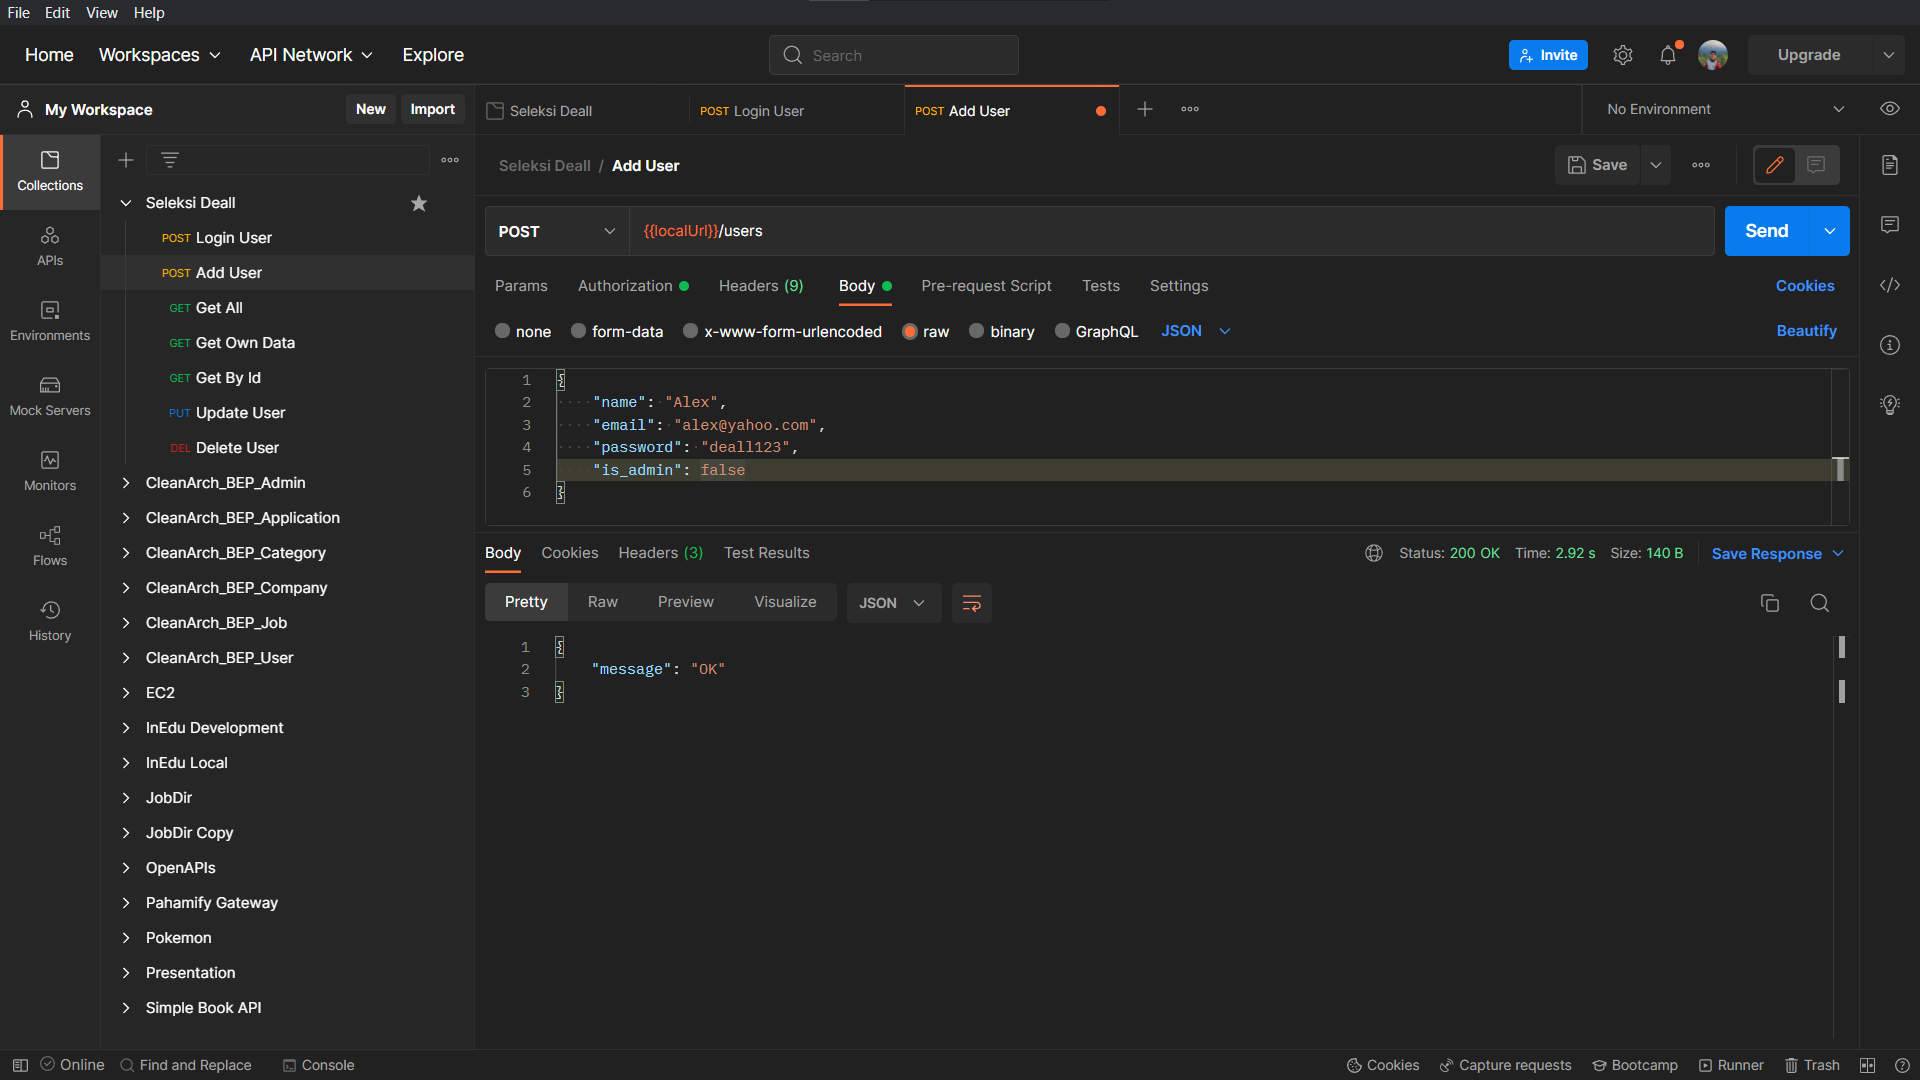 File Edit View Help
Home Workspaces API Network Explore Search Invite Upgrade
My Workspace New Import Seleksi Deall POST Login User POST Add User No Environment
Seleksi Deall / Add User Save
Collections
APIs
Environments
Mock Servers
Monitors
Flows
History
Seleksi Deall
POST Login User
POST Add User
GET Get All
GET Get Own Data
GET Get By Id
PUT Update User
DEL Delete User
CleanArch_BEP_Admin
CleanArch_BEP_Application
CleanArch_BEP_Category
CleanArch_BEP_Company
CleanArch_BEP_Job
CleanArch_BEP_User
EC2
InEdu Development
InEdu Local
JobDir
JobDir Copy
OpenAPIs
Pahamify Gateway
Pokemon
Presentation
Simple Book API
POST {{localUrl}}/users Send
Params Authorization Headers (9) Body Pre-request Script Tests Settings Cookies
none form-data x-www-form-urlencoded raw binary GraphQL JSON Beautify
1 {
2 "name": "Alex",
3 "email": "alex@yahoo.com",
4 "password": "deall123",
5 "is_admin": false
6 }
Body Cookies Headers (3) Test Results Status: 200 OK Time: 2.92 s Size: 140 B Save Response
Pretty Raw Preview Visualize JSON
1 {
2 "message": "OK"
3 }
Online Find and Replace Console Cookies Capture requests Bootcamp Runner Trash